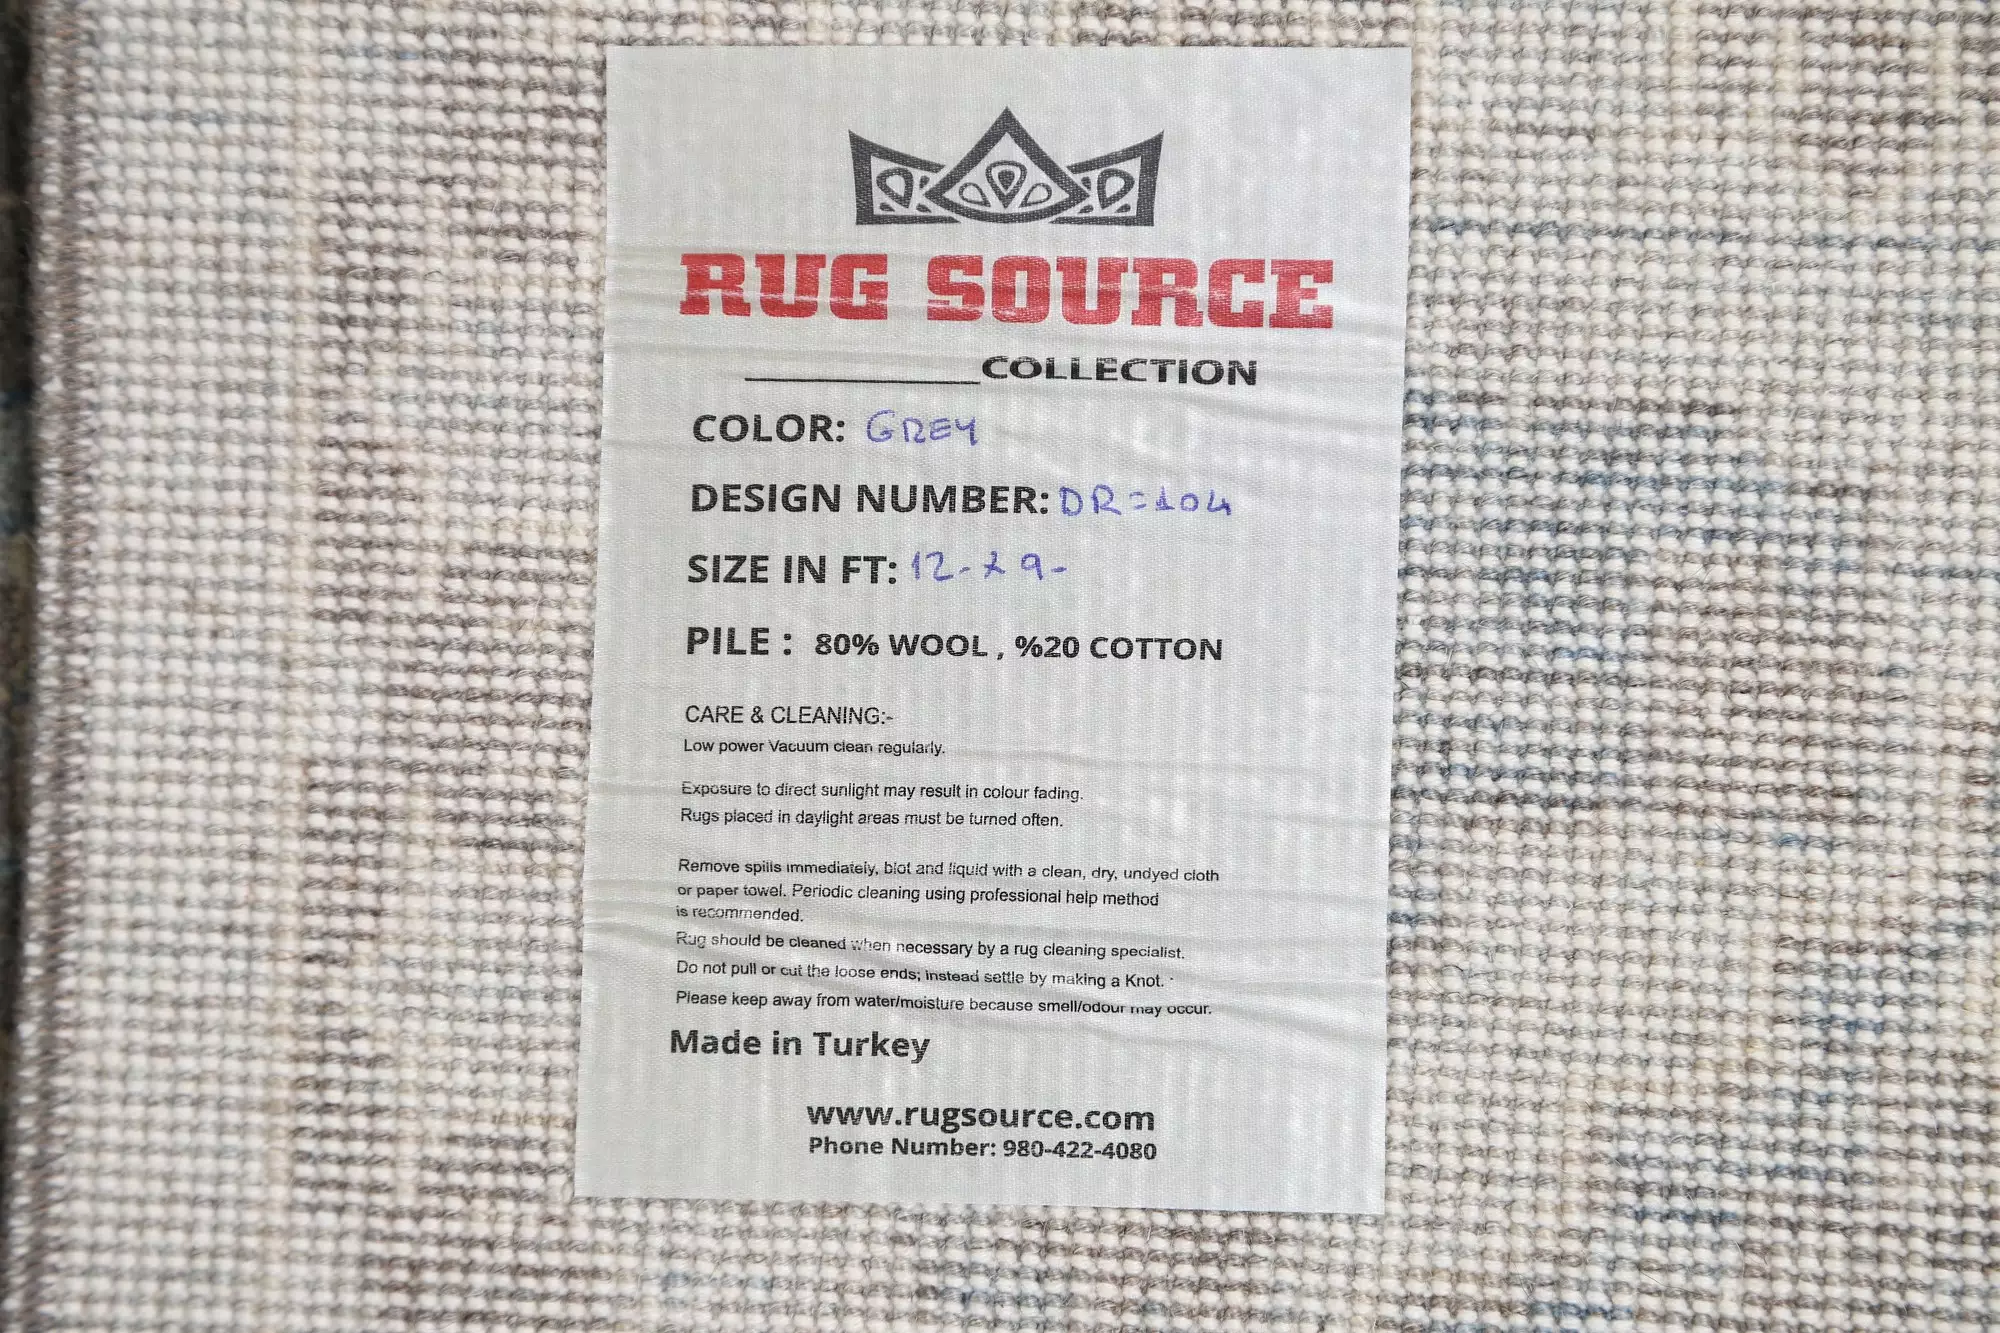 RUG SOURCE
____________COLLECTION
COLOR: GREY
DESIGN NUMBER: DR=104
SIZE IN FT: 12-x9-
PILE : 80% WOOL , %20 COTTON
CARE & CLEANING:-
Low power Vacuum clean regularly.
Exposure to direct sunlight may result in colour fading.
Rugs placed in daylight areas must be turned often.
Remove spills immediately, blot and liquid with a clean, dry, undyed cloth
or paper towel. Periodic cleaning using professional help method
is recommended.
Rug should be cleaned when necessary by a rug cleaning specialist.
Do not pull or cut the loose ends; instead settle by making a Knot.
Please keep away from water/moisture because smell/odour may occur.
Made in Turkey
www.rugsource.com
Phone Number: 980-422-4080